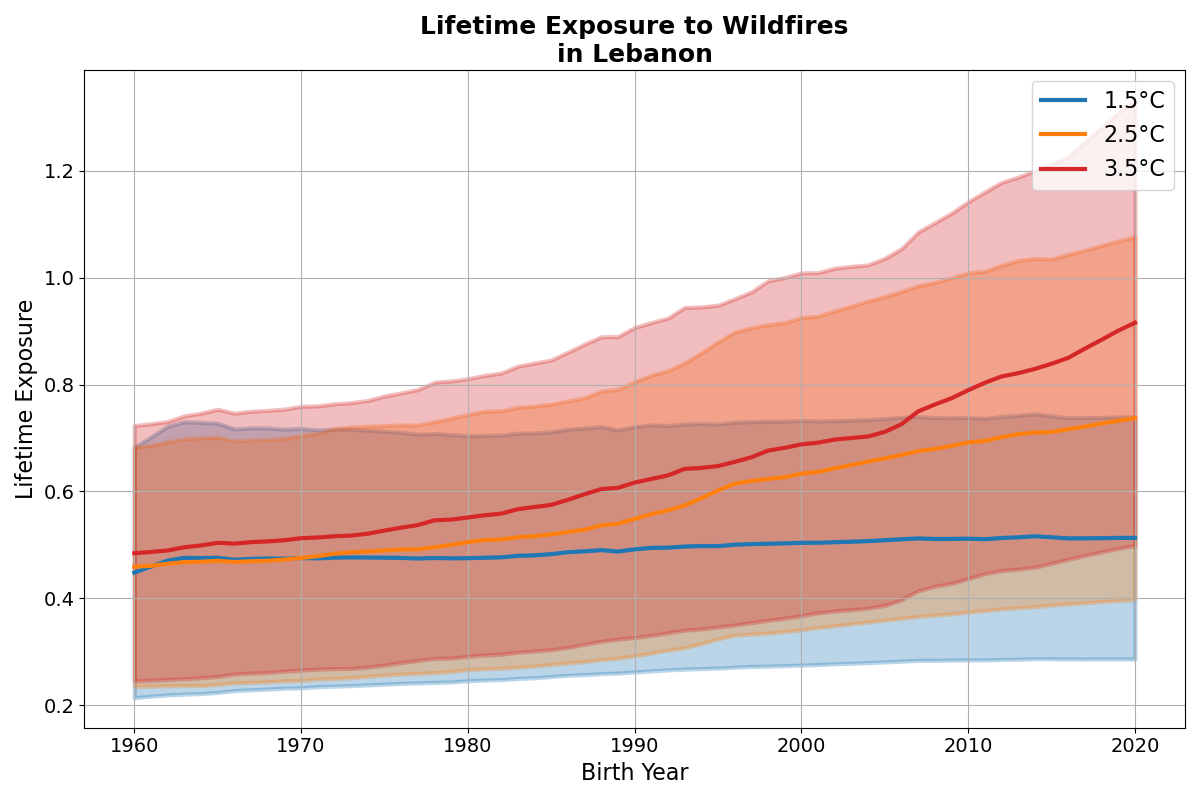 Lifetime Exposure to Wildfires
in Lebanon
1.5°C
2.5°C
3.5°C
Lifetime Exposure
1.2
1.0
0.8
0.6
0.4
0.2
1960 1970 1980 1990 2000 2010 2020
Birth Year